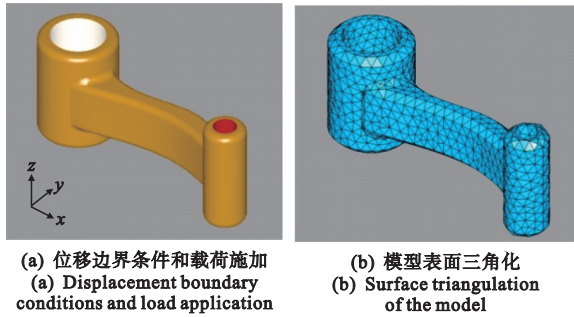 z
y
x
(a) 位移边界条件和载荷施加
(a) Displacement boundary
conditions and load application
(b) 模型表面三角化
(b) Surface triangulation
of the model